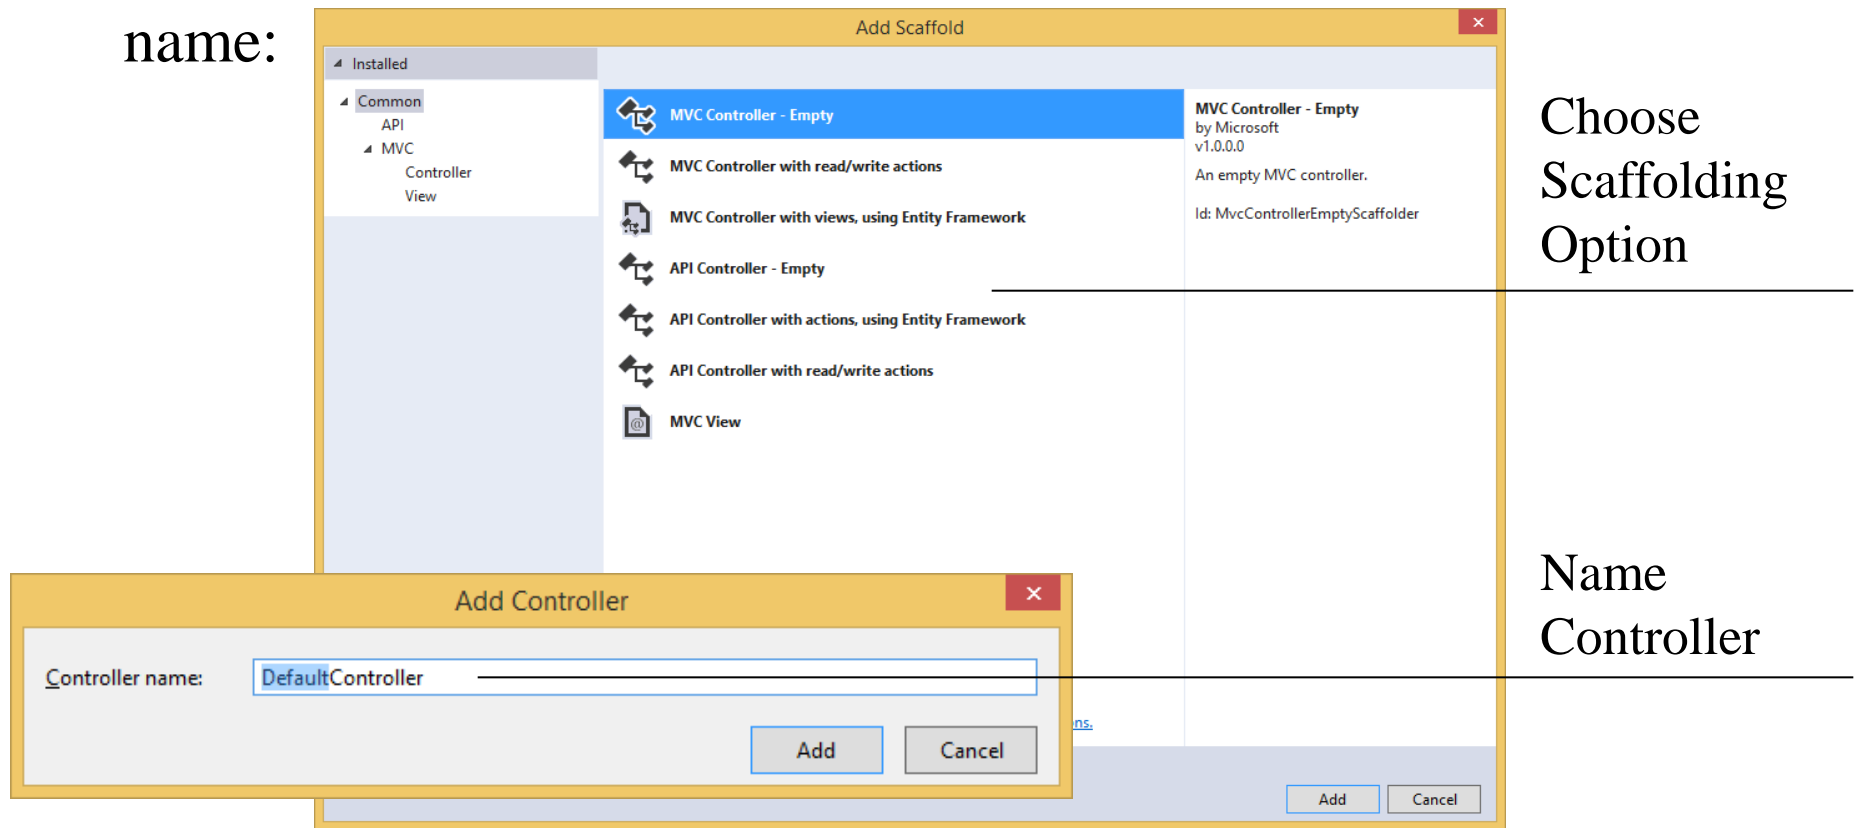 name:
Add Scaffold
Installed
Common
API
MVC
Controller
View
MVC Controller - Empty
MVC Controller with read/write actions
MVC Controller with views, using Entity Framework
API Controller - Empty
API Controller with actions, using Entity Framework
API Controller with read/write actions
MVC View
MVC Controller - Empty
by Microsoft
v1.0.0.0
An empty MVC controller.
Id: MvcControllerEmptyScaffolder
Choose
Scaffolding
Option
Add Controller
Controller name:
DefaultController
Add
Cancel
ns.
Add
Cancel
Name
Controller